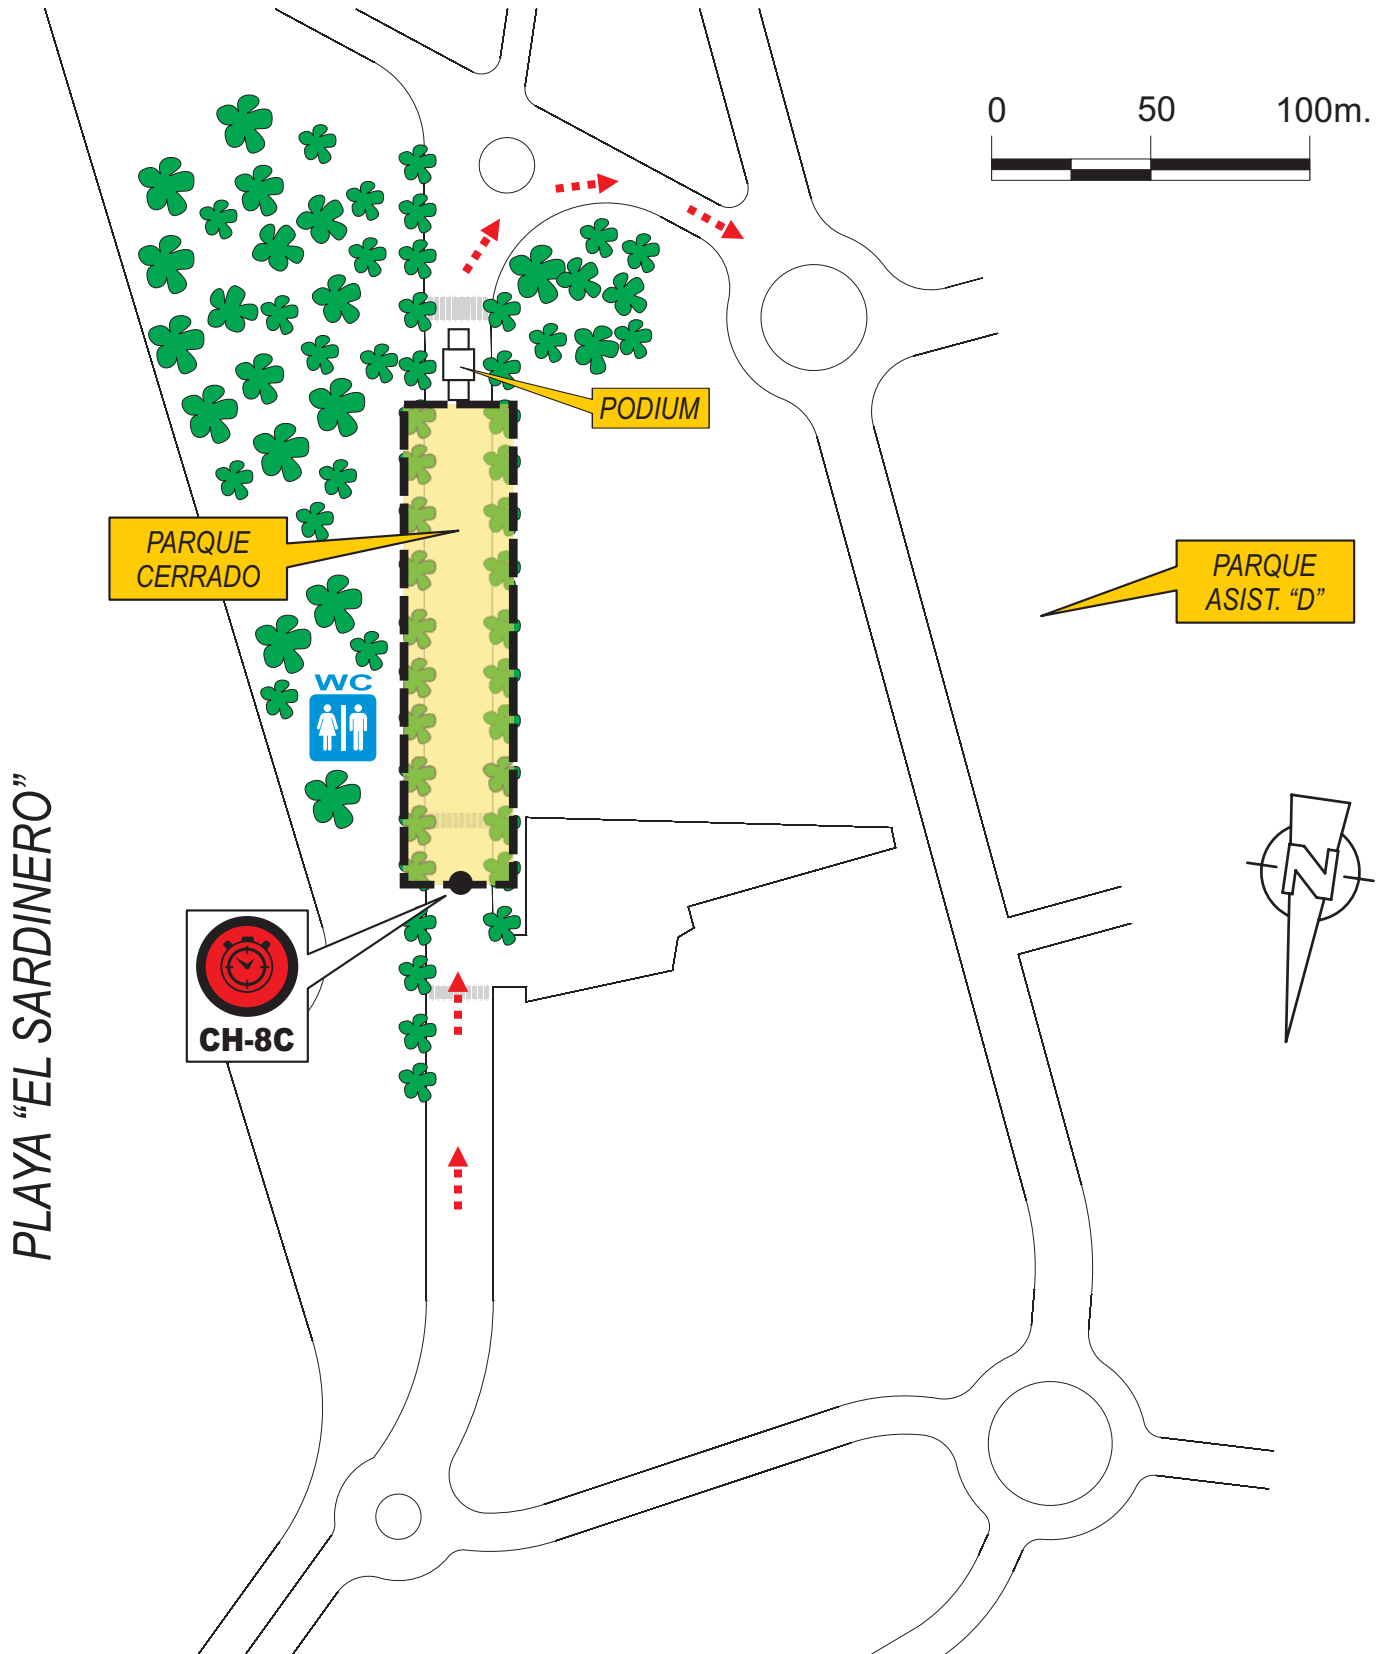 0 50 100m.
PODIUM
PARQUE
CERRADO
PARQUE
ASIST. “D”
WC
PLAYA “EL SARDINERO”
N
CH-8C